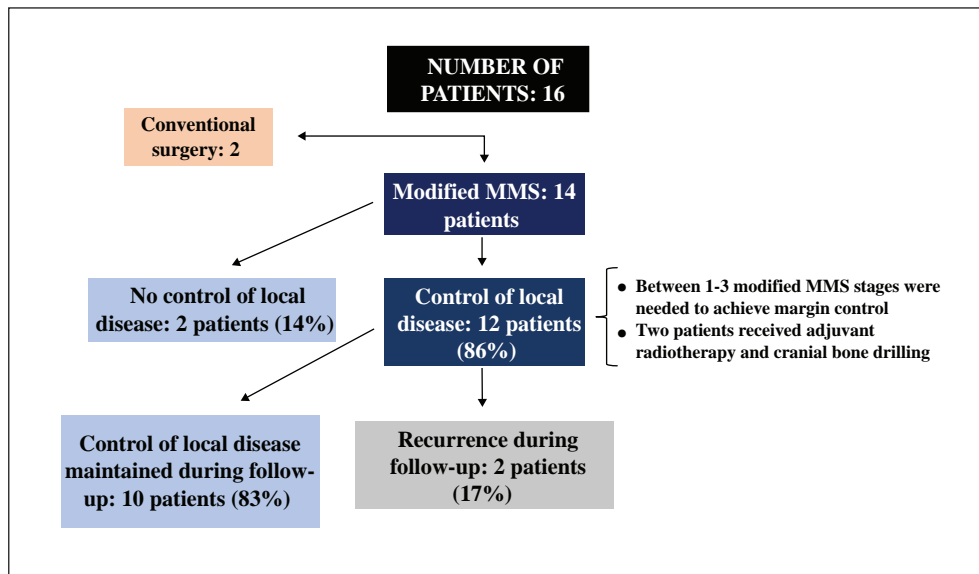 NUMBER OF
PATIENTS: 16
Conventional
surgery: 2
Modified MMS: 14
patients
No control of local
disease: 2 patients (14%)
Control of local
disease: 12 patients
(86%)
• Between 1-3 modified MMS stages were
needed to achieve margin control
• Two patients received adjuvant
radiotherapy and cranial bone drilling
Control of local disease
maintained during follow-
up: 10 patients (83%)
Recurrence during
follow-up: 2 patients
(17%)